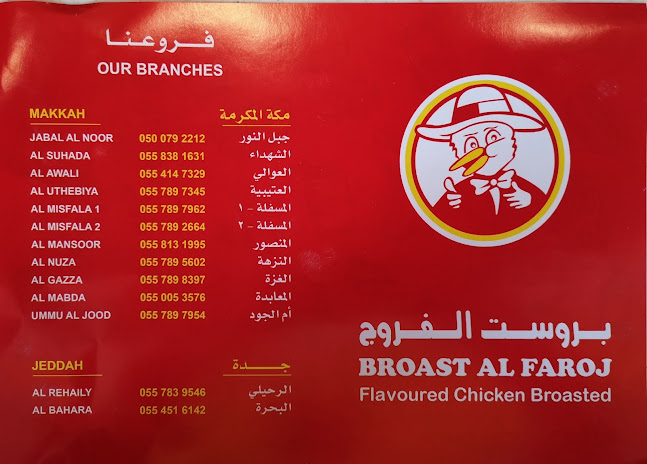 فروعنا
OUR BRANCHES
MAKKAH مكة المكرمة
JABAL AL NOOR 050 079 2212 جبل النور
AL SUHADA 055 838 1631 الشهداء
AL AWALI 055 414 7329 العوالي
AL UTHEBIYA 055 789 7345 العتيبية
AL MISFALA 1 055 789 7962 المسفلة - ١
AL MISFALA 2 055 789 2664 المسفلة - ٢
AL MANSOOR 055 813 1995 المنصور
AL NUZA 055 789 5602 النزهة
AL GAZZA 055 789 8397 الغزة
AL MABDA 055 005 3576 المعابدة
UMMU AL JOOD 055 789 7954 أم الجود
JEDDAH جدة
AL REHAILY 055 783 9546 الرحيلي
AL BAHARA 055 451 6142 البحرة
بروست الفروج
BROAST AL FAROJ
Flavoured Chicken Broasted